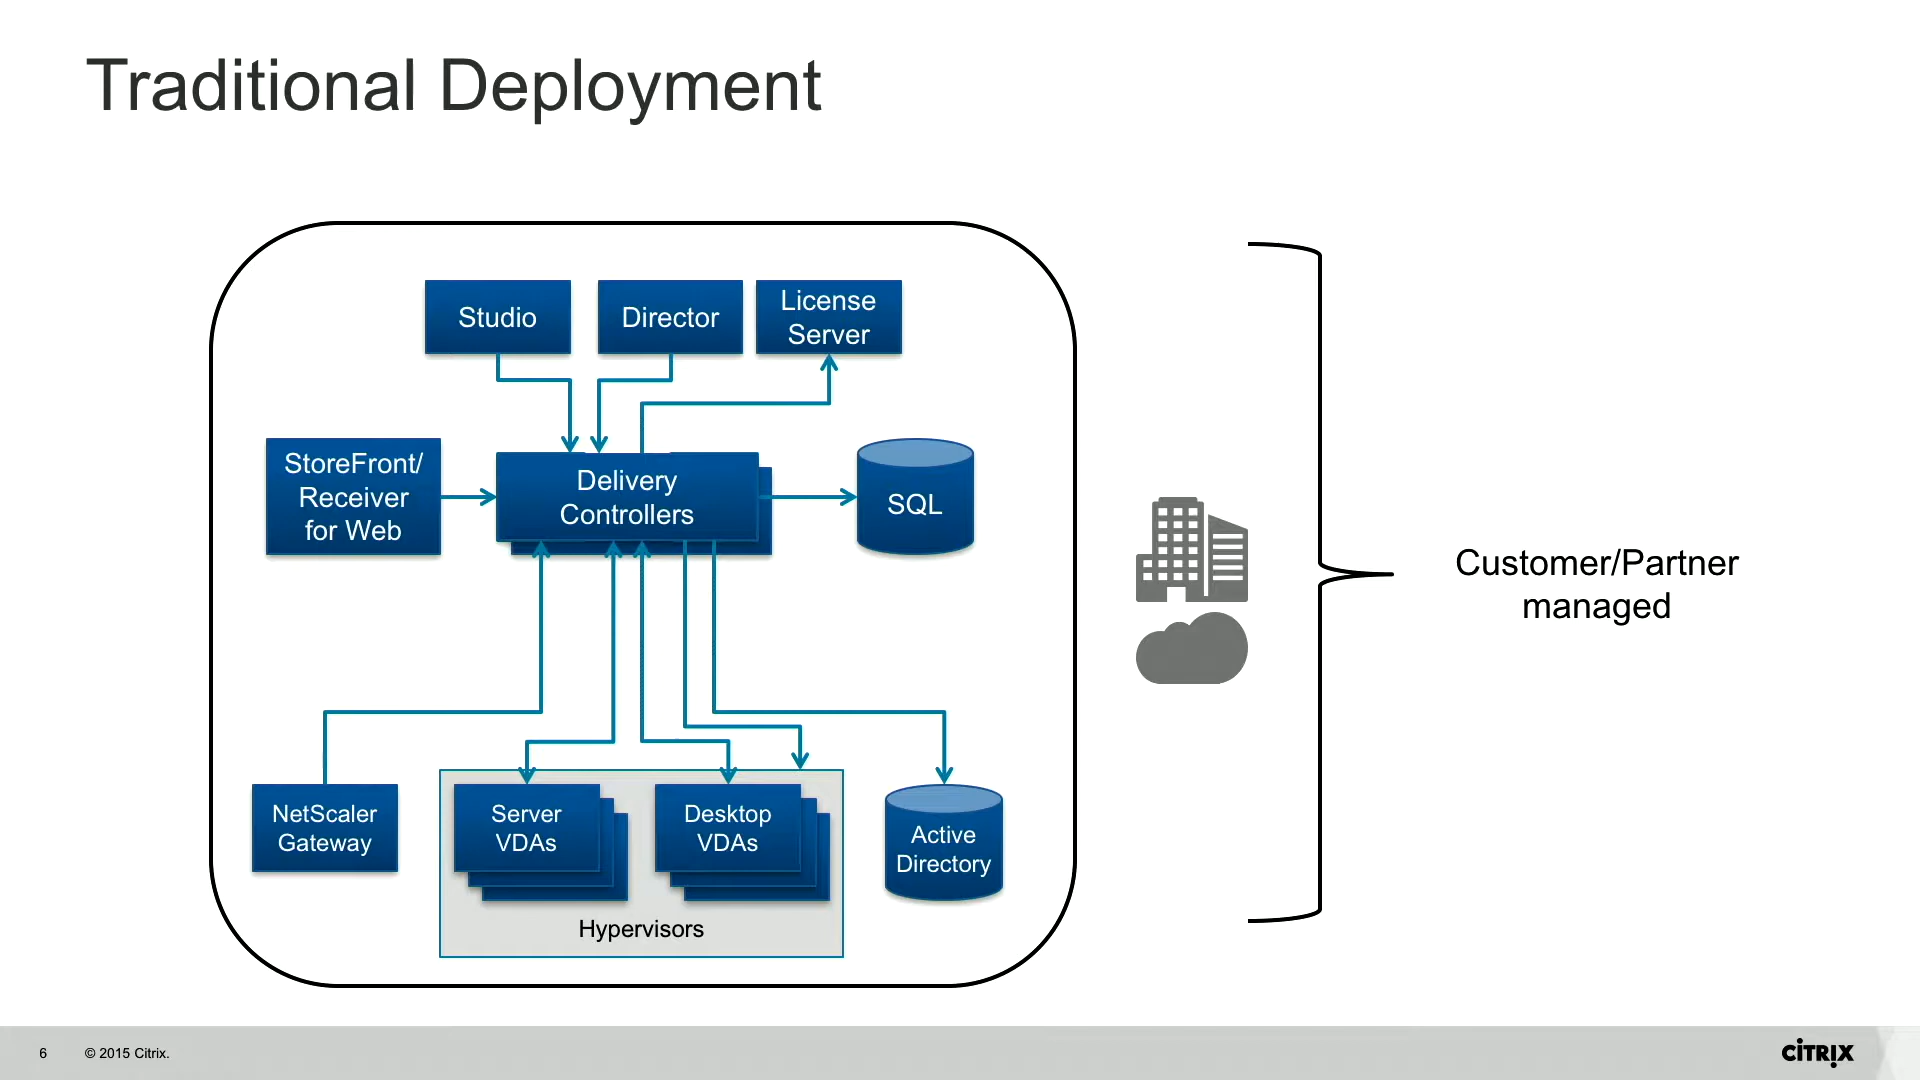 Traditional Deployment
Studio
Director
License
Server
StoreFront/
Receiver
for Web
Delivery
Controllers
SQL
Customer/Partner
managed
NetScaler
Gateway
Server
VDAs
Desktop
VDAs
Active
Directory
Hypervisors
6
© 2015 Citrix.
CITRIX